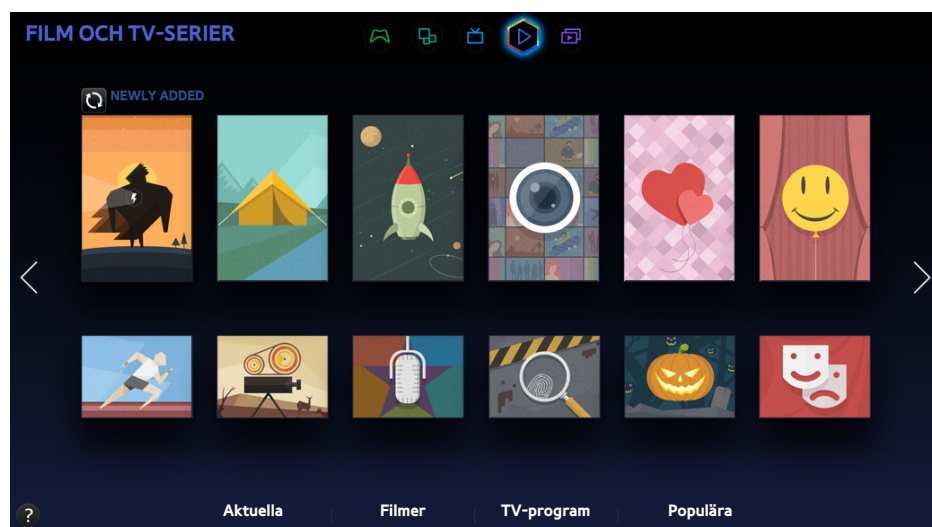 FILM OCH TV-SERIER
NEWLY ADDED
?
Aktuella
Filmer
TV-program
Populära